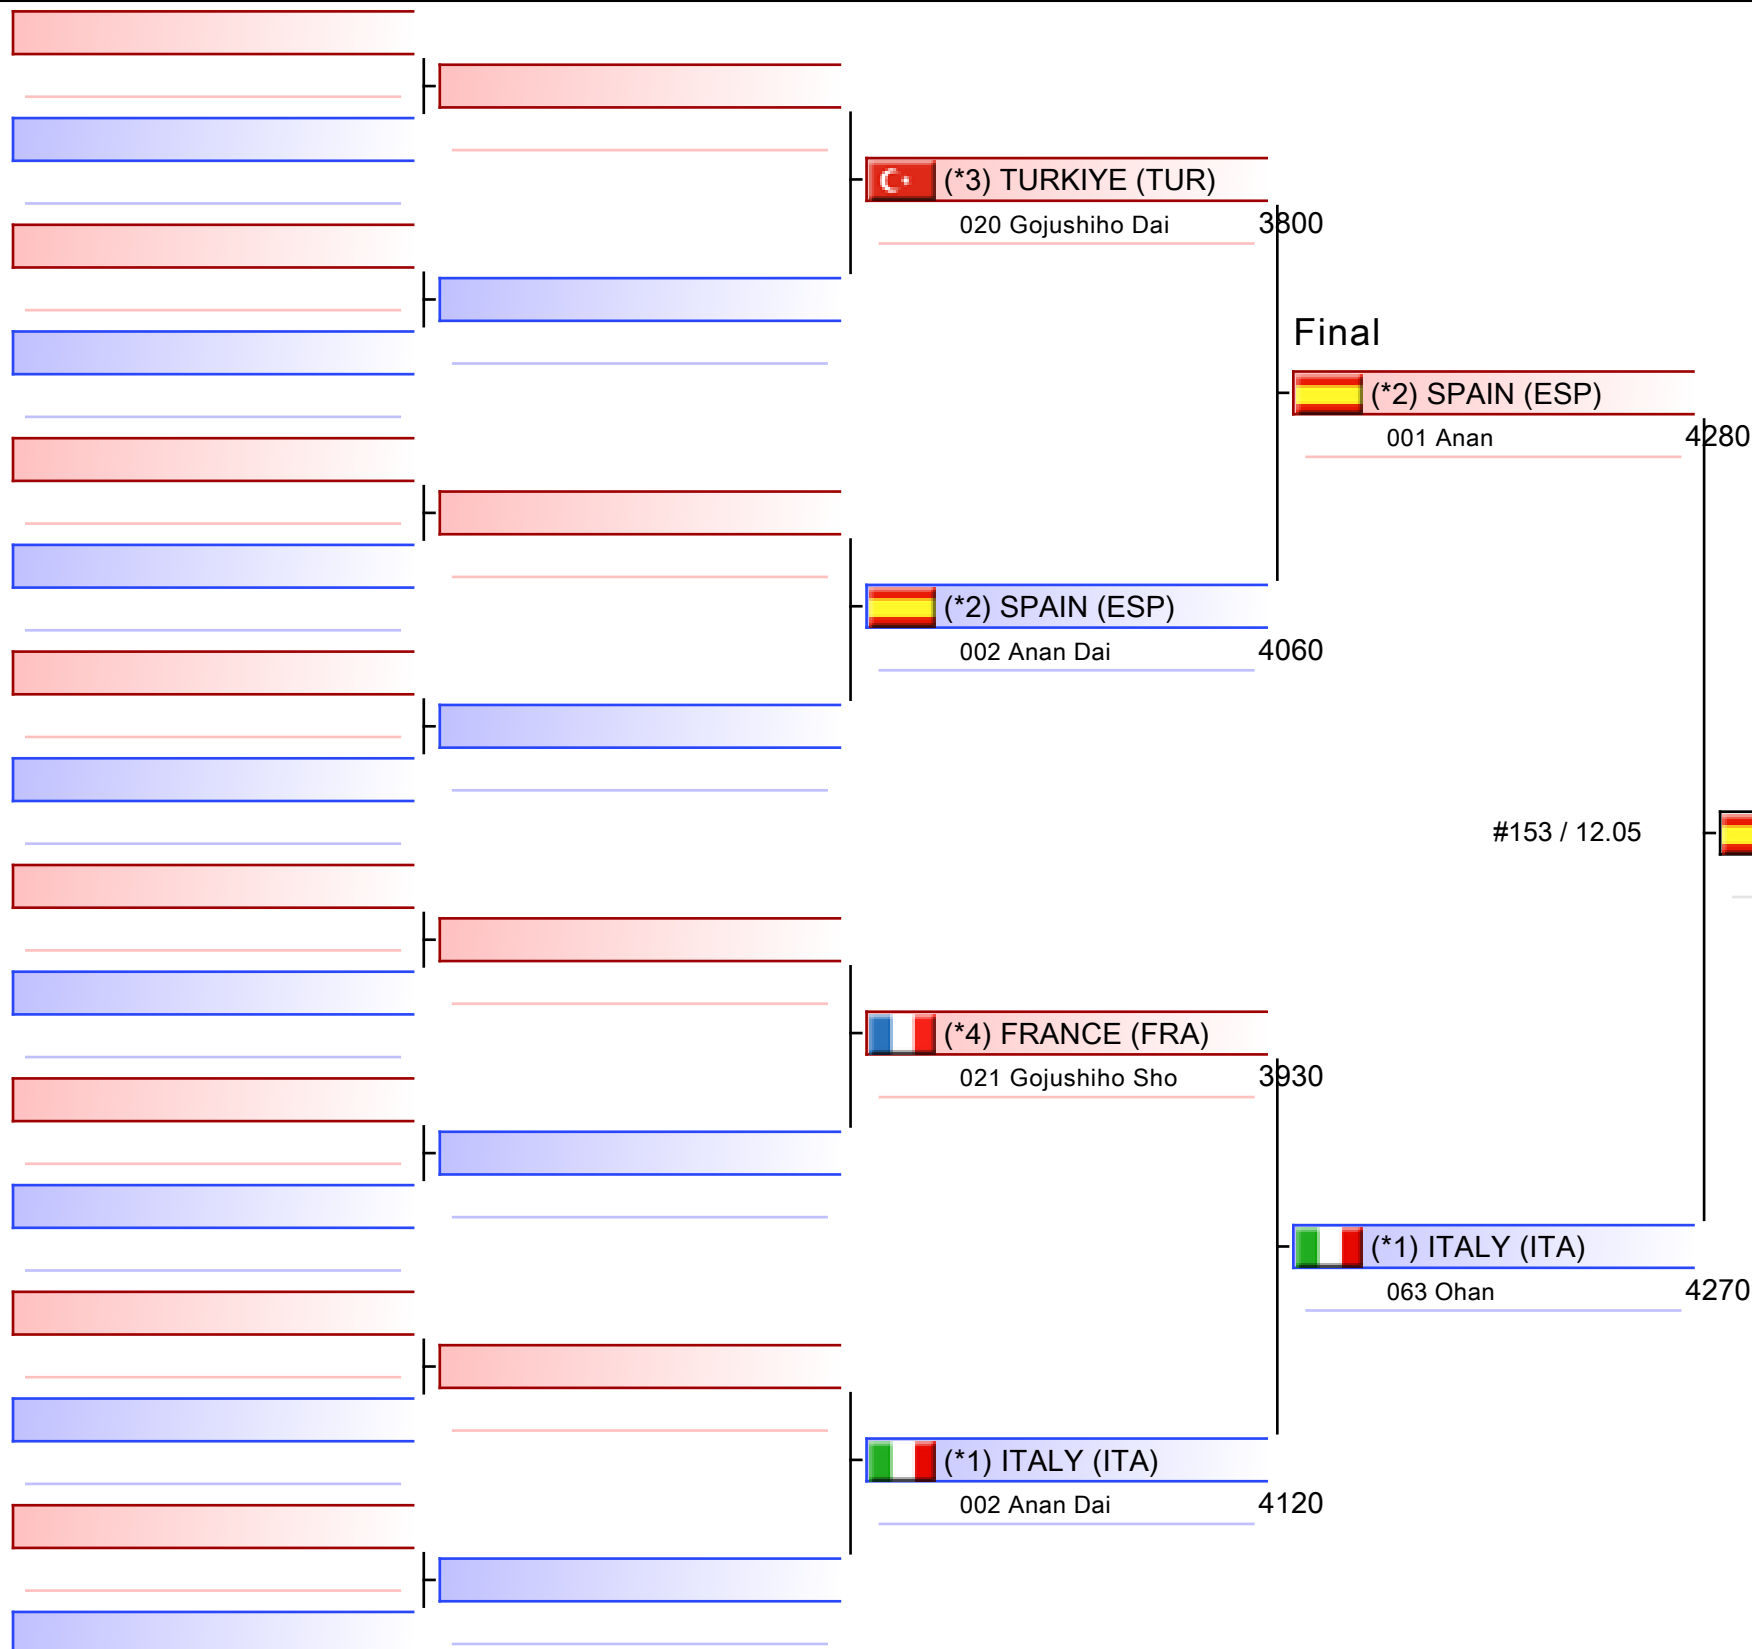 (*3) TURKIYE (TUR)
020 Gojushiho Dai 3800
Final
(*2) SPAIN (ESP)
001 Anan 4280
(*2) SPAIN (ESP)
002 Anan Dai 4060
#153 / 12.05
(*4) FRANCE (FRA)
021 Gojushiho Sho 3930
(*1) ITALY (ITA)
063 Ohan 4270
(*1) ITALY (ITA)
002 Anan Dai 4120